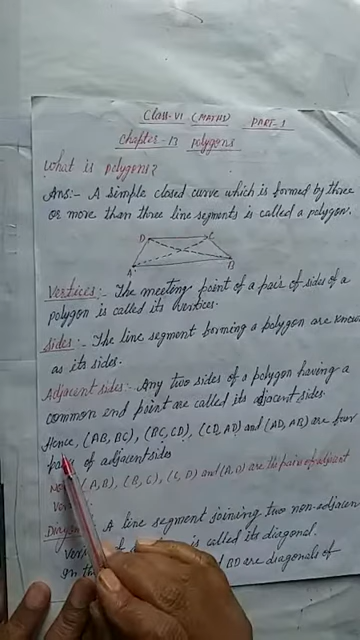 Class-VI (MATHS) PART-1
Chapter-13 Polygons
What is polygons?
Ans:- A simple closed curve which is formed by three
or more than three line segments is called a polygon.
D C
A B
Vertices:- The meeting point of a pair of sides of a
polygon is called its vertices.
Sides:- The line segment forming a polygon are known
as its sides.
Adjacent sides:- Any two sides of a polygon having a
common end point are called its adjacent sides.
Hence, (AB, BC), (BC, CD), (CD, AD) and (AD, AB) are four
pairs of adjacent sides
(A, B), (B, C), (C, D) and (A, D) are the pairs of adjacent
A line segment joining two non-adjacen
is called its diagonal.
BD are diagonals of